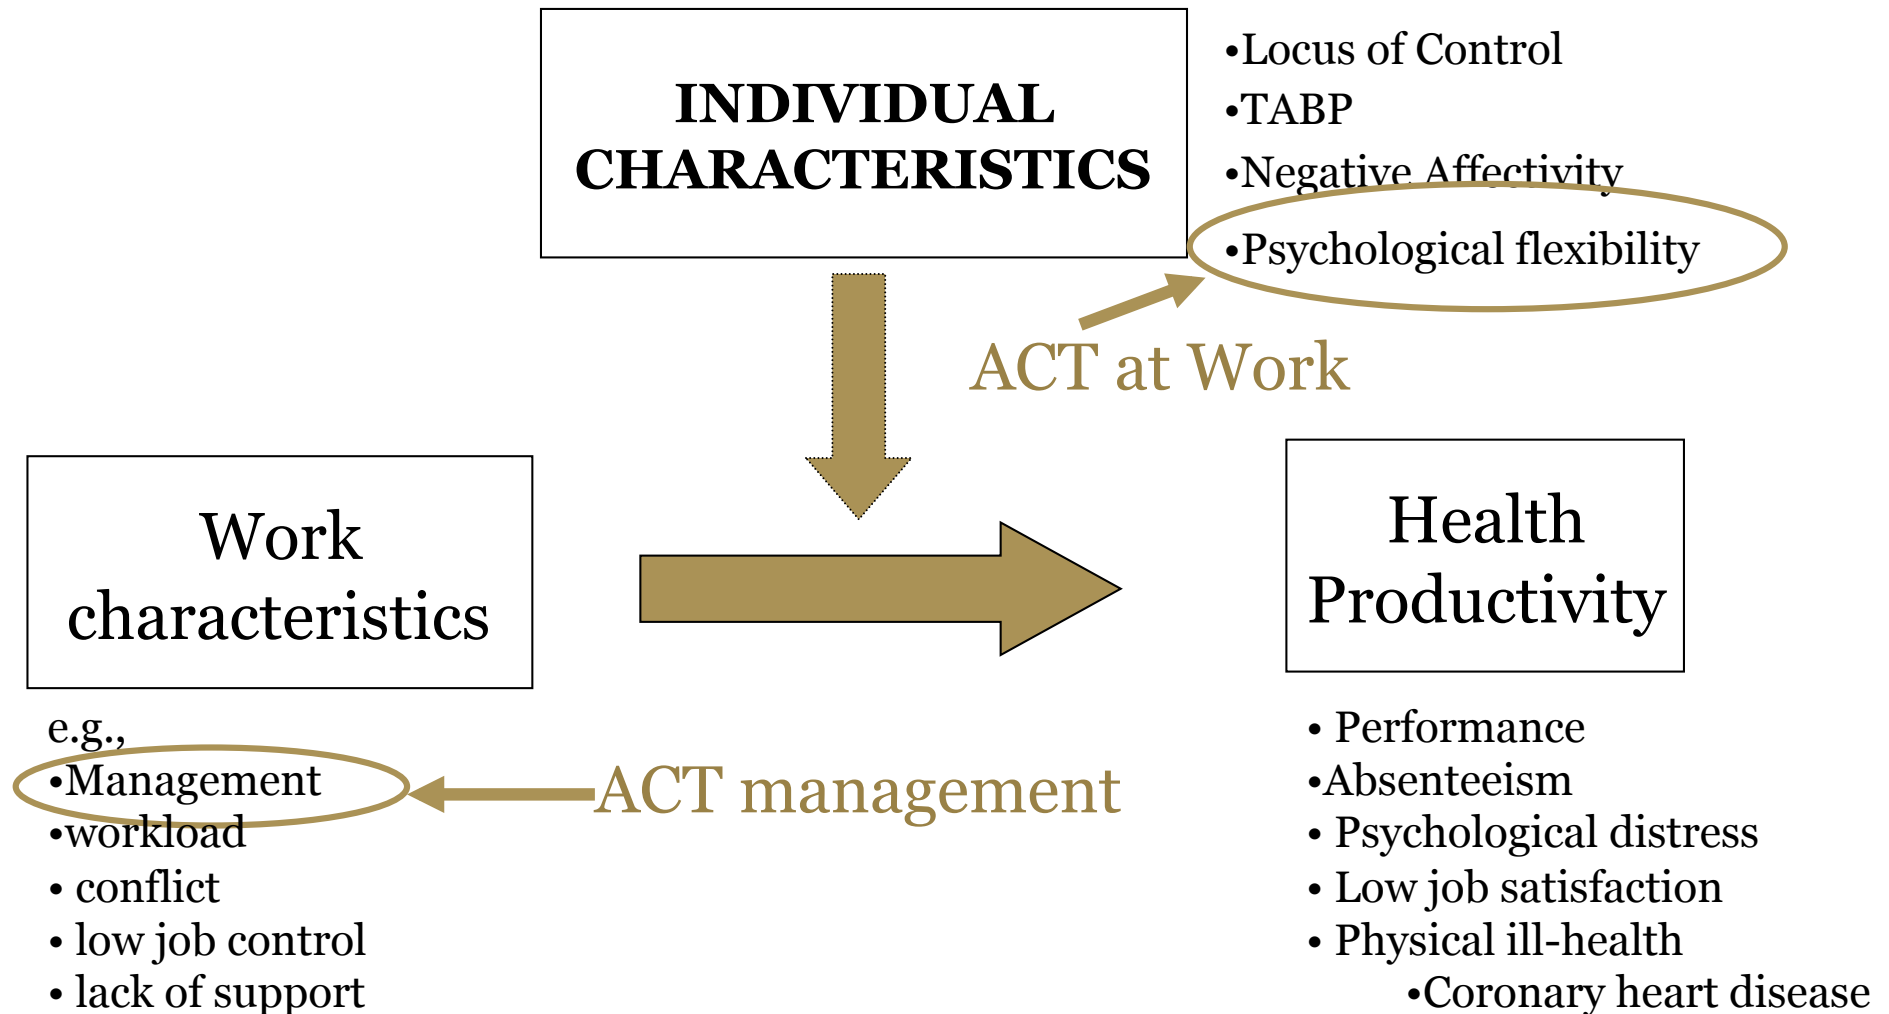 INDIVIDUAL
CHARACTERISTICS
•Locus of Control
•TABP
•Negative Affectivity
•Psychological flexibility
ACT at Work
Work
characteristics
Health
Productivity
e.g.,
•Management
•workload
• conflict
• low job control
• lack of support
ACT management
• Performance
•Absenteeism
• Psychological distress
• Low job satisfaction
• Physical ill-health
•Coronary heart disease